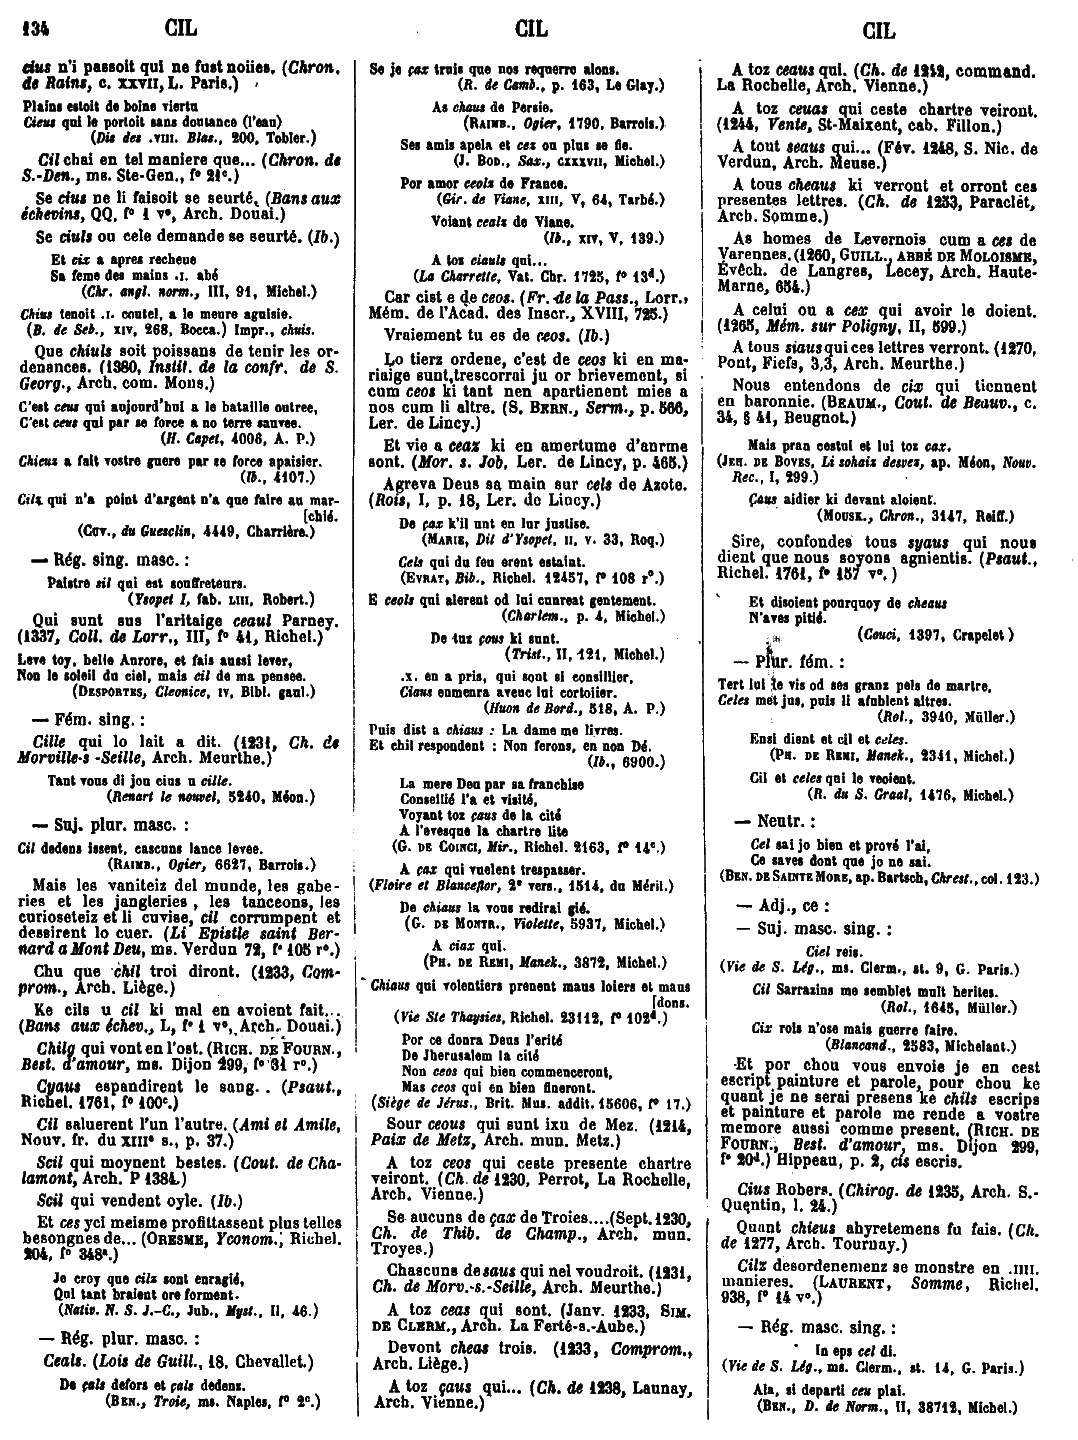 134 CIL CIL CIL
cius n'i passoit qui ne fust noiies. (Chron.
de Rains, c. XXVII, L. Paris.)
Plains estoit de boine viertu
Cieus qui le portoit sans doutance (l'eau)
(Dis des .VIII. Blas., 200, Tobler.)
Cil chai en tel maniere que... (Chron. de
S.-Den., ms. Ste-Gen., f° 21c.)
Se cius ne li faisoit se seurté. (Bans aux
échevins, QQ, f° 1 v°, Arch. Douai.)
Se ciuls ou cele demande se seurté. (Ib.)
Et cix a apres recheue
Sa feme des mains .I. abé
(Chr. angl. norm., III, 91, Michel.)
Chius tenoit .I. coutel, a le meure aguisie.
(B. de Seb., XIV, 268, Bocca.) Impr., chuis.
Que chiuls soit poissans de tenir les or-
denances. (1380, Instit. de la confr. de S.
Georg., Arch. com. Mons.)
C'est ceus qui aujourd'hui a le bataille outree,
C'est ceus qui par se force a no terre sauvee.
(H. Capet, 4006, A. P.)
Chieus a fait vostre guere par se force apaisier.
(Ib., 4107.)
Cilz qui n'a point d'argent n'a que faire au mar-
[chié.
(Cuv., du Guesclin, 4449, Charrière.)
— Rég. sing. masc. :
Paistre sil qui est souffreteurs.
(Ysopet I, fab. LIII, Robert.)
Qui sunt sus l'aritaige ceaul Parney.
(1337, Coll. de Lorr., III, f° 41, Richel.)
Leve toy, belle Aurore, et fais aussi lever,
Non le soleil du ciel, mais cil de ma pensee.
(DESPORTES, Cleonice, IV, Bibl. gaul.)
— Fém. sing. :
Cille qui lo lait a dit. (1231, Ch. de
Morville-s-Seille, Arch. Meurthe.)
Tant vous di jou cius u cille.
(Renart le nouvel, 5240, Méon.)
— Suj. plur. masc. :
Cil dedens issent, cascuns lance levee.
(RAIMB., Ogier, 6627, Barrois.)
Mais les vaniteiz del munde, les gabe-
ries et les jangleries, les tanceons, les
curioseteiz et li cuvise, cil corrumpent et
dessirent lo cuer. (Li Epistle saint Ber-
nard a Mont Deu, ms. Verdun 72, f° 105 r°.)
Chu que chil troi diront. (1233, Com-
prom., Arch. Liège.)
Ke cils u cil ki mal en avoient fait...
(Bans aux échev., L, f° 1 v°, Arch. Douai.)
Chilg qui vont en l'ost. (RICH. DE FOURN.,
Best. d'amour, ms. Dijon 299, f° 31 r°.)
Cyaus espandirent le sang.. (Psaut.,
Richel. 1761, f° 100c.)
Cil saluerent l'un l'autre. (Ami et Amile,
Nouv. fr. du XIIIe s., p. 37.)
Scil qui moynent bestes. (Cout. de Cha-
lamont, Arch. P 1384.)
Scil qui vendent oyle. (Ib.)
Et ces yci meisme profittassent plus telles
besongnes de... (ORESME, Yconom., Richel.
204, f° 348a.)
Je croy que cilz sont enragié,
Qui tant braient ore forment.
(Nativ. N. S. J.-C., Jub., Myst., II, 46.)
— Rég. plur. masc. :
Ceals. (Lois de Guill., 18, Chevallet.)
De çals defors et çals dedenz.
(BEN., Troie, ms. Naples, f° 2c.)
Se je çax truis que nos requerre alons.
(R. de Camb., p. 163, Le Glay.)
As chaus de Persie.
(RAIMB., Ogier, 1790, Barrois.)
Ses amis apela et cez ou plus se fie.
(J. BOD., Sax., CXXXVII, Michel.)
Por amor ceolz de France.
(Gir. de Viane, XIII, V, 64, Tarbé.)
Voiant ceals de Viane.
(Ib., XIV, V, 139.)
A toz ciauls qui...
(La Charrette, Vat. Chr. 1725, f° 13d.)
Car cist e de ceos. (Fr. de la Pass., Lorr.,
Mém. de l'Acad. des Inscr., XVIII, 725.)
Vraiement tu es de ceos. (Ib.)
Lo tierz ordene, c'est de ceos ki en ma-
riaige sunt, trescorrai ju or brievement, si
cum ceos ki tant nen apartienent mies a
nos cum li altre. (S. BERN., Serm., p. 566,
Ler. de Lincy.)
Et vie a ceaz ki en amertume d'anrme
sont. (Mor. s. Job, Ler. de Lincy, p. 465.)
Agreva Deus sa main sur cels de Azote.
(Rois, I, p. 18, Ler. de Lincy.)
De çax k'il unt en lur justise.
(MARIE, Dit d'Ysopet, II, v. 33, Roq.)
Cels qui du feu erent estaint.
(EVRAT, Bib., Richel. 12457, f° 108 r°.)
E ceols qui alerent od lui cunreat gentement.
(Charlem., p. 4, Michel.)
De tuz çous ki sunt.
(Trist., II, 121, Michel.)
.X. en a pris, qui sont si consillier,
Ciaus enmenra aveuc lui cortoier.
(Huon de Bord., 518, A. P.)
Puis dist a chiaus : La dame me livres.
Et chil respondent : Non ferons, en non Dé.
(Ib., 6900.)
La mere Deu par sa franchise
Consellié l'a et visité,
Voyant toz çaus de la cité
A l'evesque la chartre lite
(G. DE COINCI, Mir., Richel. 2163, f° 14c.)
A çax qui vuelent trespasser.
(Floire et Blanceflor, 2e vers., 1514, du Méril.)
De chiaus la vous redirai gié.
(G. DE MONTR., Violette, 5937, Michel.)
A ciax qui.
(PH. DE REMI, Manek., 3872, Michel.)
Chiaus qui volentiers prenent maus loiers et maus
[dons.
(Vie Ste Thaysies, Richel. 23112, f° 102d.)
Por ce donra Deus l'erité
De Jherusalem la cité
Non ceos qui bien commenceront,
Mas ceos qui en bien fineront.
(Siège de Jérus., Brit. Mus. addit. 15606, f° 17.)
Sour ceous qui sunt ixu de Mez. (1214,
Paix de Metz, Arch. mun. Metz.)
A toz ceos qui ceste presente chartre
veiront. (Ch. de 1230, Perrot, La Rochelle,
Arch. Vienne.)
Se aucuns de çax de Troies....(Sept. 1230,
Ch. de Thib. de Champ., Arch. mun.
Troyes.)
Chascuns de saus qui nel voudroit. (1231,
Ch. de Morv.-s.-Seille, Arch. Meurthe.)
A toz ceas qui sont. (Janv. 1233, SIM.
DE CLERM., Arch. La Ferté-s.-Aube.)
Devont cheas trois. (1233, Comprom.,
Arch. Liège.)
A toz çaus qui... (Ch. de 1238, Launay,
Arch. Vienne.)
A toz ceaus qui. (Ch. de 1242, command.
La Rochelle, Arch. Vienne.)
A toz ceuas qui ceste chartre veiront.
(1244, Vente, St-Maixent, cab. Fillon.)
A tout seaus qui... (Fév. 1248, S. Nic. de
Verdun, Arch. Meuse.)
A tous cheaus ki verront et orront ces
presentes lettres. (Ch. de 1253, Paraclet,
Arch. Somme.)
As homes de Levernois cum a ces de
Varennes. (1260, GUILL., ABBÉ DE MOLOISME,
Évêch. de Langres, Lecey, Arch. Haute-
Marne, 654.)
A celui ou a cex qui avoir le doient.
(1265, Mém. sur Poligny, II, 599.)
A tous siaus qui ces lettres verront. (1270,
Pont, Fiefs, 3,3, Arch. Meurthe.)
Nous entendons de cix qui tiennent
en baronnie. (BEAUM., Cout. de Beauv., c.
34, § 41, Beugnot.)
Mais pran cestui et lui toz cax.
(JEH. DE BOVES, Li sohaiz desvez, ap. Méon, Nouv.
Rec., I, 299.)
Çaus aidier ki devant aloient.
(MOUSK., Chron., 3147, Reiff.)
Sire, confondes tous syaus qui nous
dient que nous soyons agnientis. (Psaut.,
Richel. 1761, f° 157 v°.)
Et disoient pourquoy de cheaus
N'aves pitié.
(Couci, 1397, Crapelet)
— Plur. fém. :
Tert lui le vis od ses granz pels de martre,
Celes met jus, puis li afublent altres.
(Rol., 3940, Müller.)
Ensi dient et cil et celes.
(PH. DE REMI, Manek., 2341, Michel.)
Cil et celes qui le veoient.
(R. du S. Graal, 1476, Michel.)
— Neutr. :
Cel sai jo bien et prové l'ai,
Ce saves dont que jo ne sai.
(BEN. DE SAINTE MORE, ap. Bartsch, Chrest., col. 123.)
— Adj., ce :
— Suj. masc. sing. :
Ciel reis.
(Vie de S. Lég., ms. Clerm., st. 9, G. Paris.)
Cil Sarrazins me semblet mult herites.
(Rol., 1645, Müller.)
Cix rois n'ose mais guerre faire.
(Blancand., 2583, Michelant.)
Et por chou vous envoie je en cest
escript painture et parole, pour chou ke
quant je ne serai presens ke chils escrips
et painture et parole me rende a vostre
memore aussi comme present. (RICH. DE
FOURN., Best. d'amour, ms. Dijon 299,
f° 20d.) Hippeau, p. 2, cis escris.
Cius Robers. (Chirog. de 1235, Arch. S.-
Quentin, l. 24.)
Quant chieus abyretemens fu fais. (Ch.
de 1277, Arch. Tournay.)
Cilz desordenemenz se monstre en .IIII.
manieres. (LAURENT, Somme, Richel.
938, f° 14 v°.)
— Rég. masc. sing. :
In eps cel di.
(Vie de S. Lég., ms. Clerm., st. 14, G. Paris.)
Ala, si departi ceu plai.
(BEN., D. de Norm., II, 38712, Michel.)